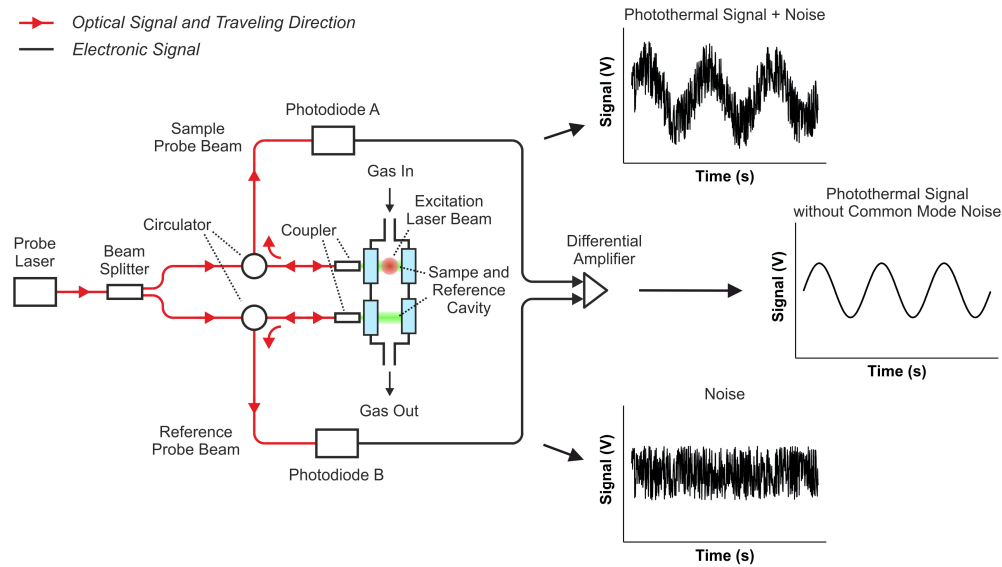 Optical Signal and Traveling Direction
Electronic Signal
Photothermal Signal + Noise
Signal (V)
Time (s)
Photodiode A
Sample
Probe Beam
Gas In
Excitation
Laser Beam
Circulator
Coupler
Probe
Laser
Beam
Splitter
Sampe and
Reference
Cavity
Differential
Amplifier
Photothermal Signal
without Common Mode Noise
Signal (V)
Time (s)
Gas Out
Reference
Probe Beam
Photodiode B
Noise
Signal (V)
Time (s)